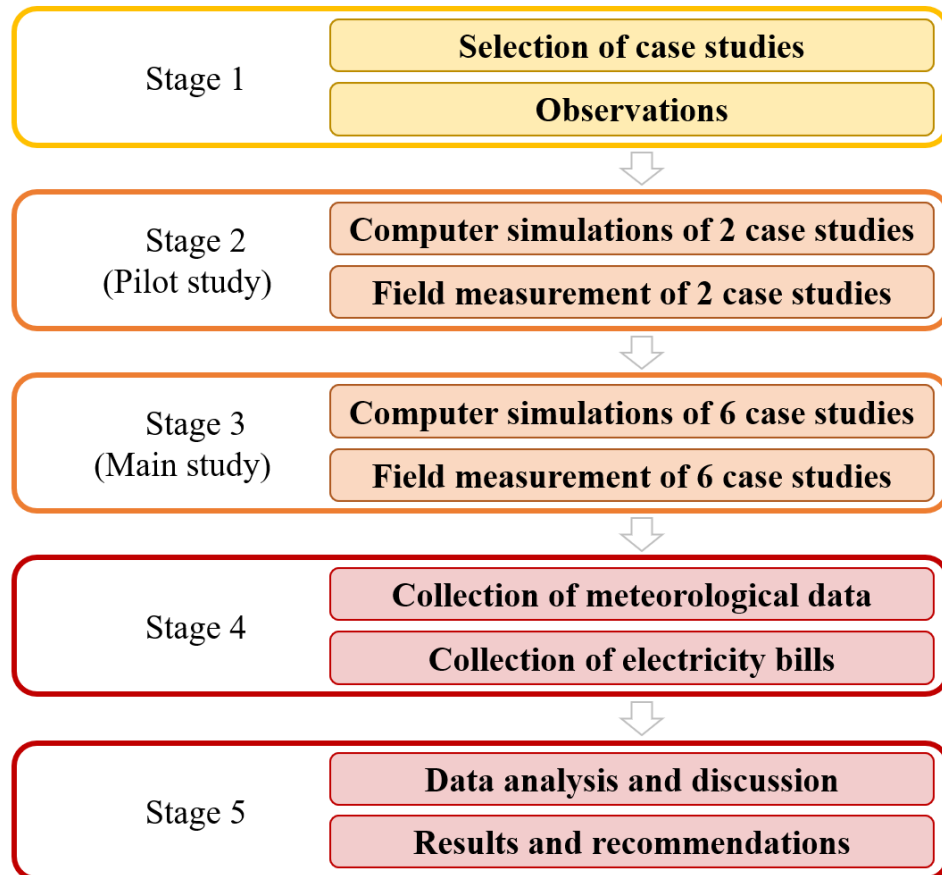 Stage 1
Selection of case studies
Observations
Stage 2
(Pilot study)
Computer simulations of 2 case studies
Field measurement of 2 case studies
Stage 3
(Main study)
Computer simulations of 6 case studies
Field measurement of 6 case studies
Stage 4
Collection of meteorological data
Collection of electricity bills
Stage 5
Data analysis and discussion
Results and recommendations